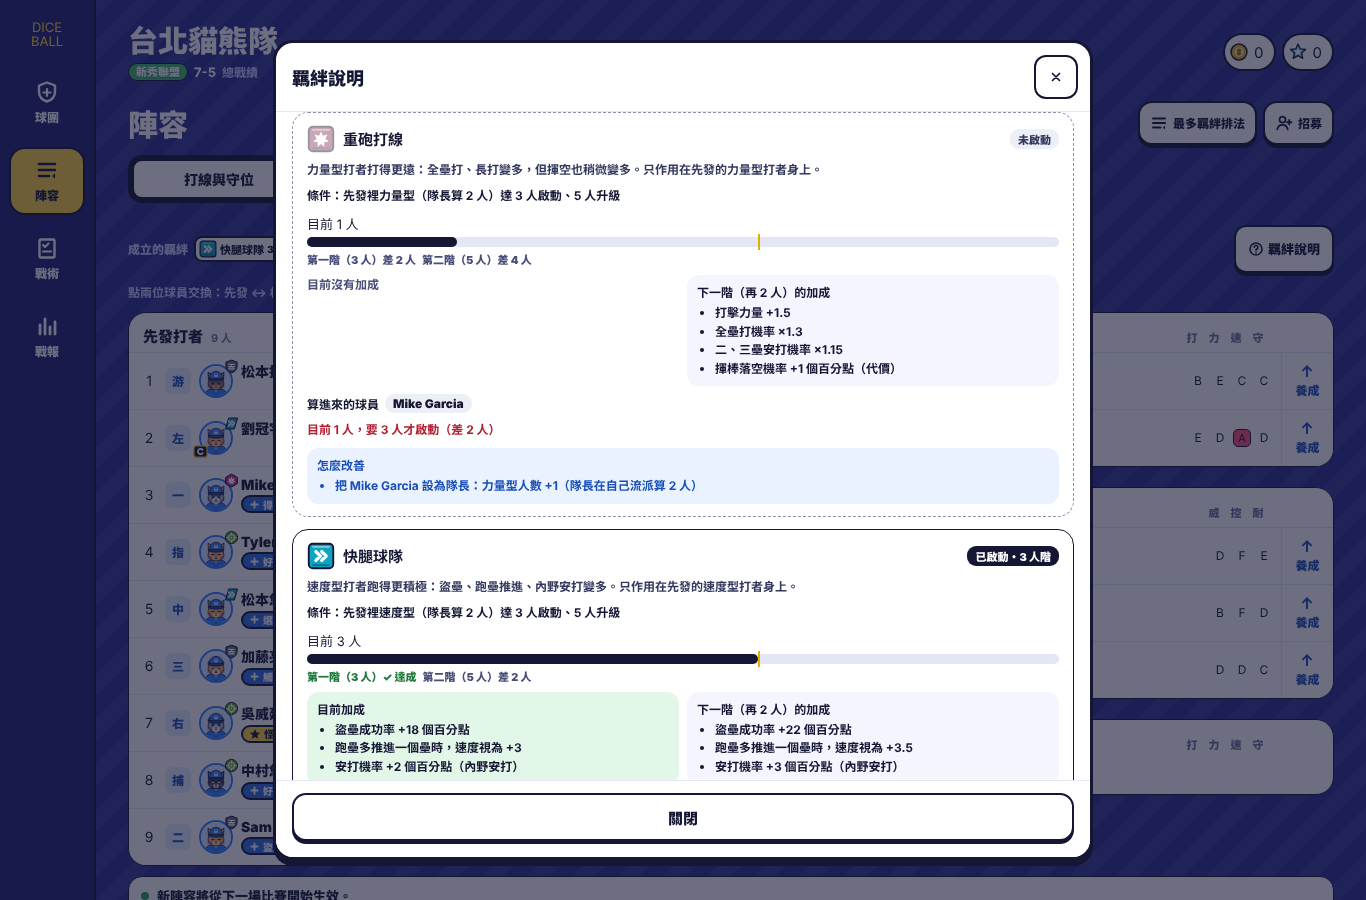 DICE
BALL
球團
陣容
戰術
戰報
台北貓熊隊
新秀聯盟 7-5 總戰績
0
0
陣容
最多羈絆排法
招募
打線與守位
成立的羈絆
快腿球隊 3
羈絆說明
點兩位球員交換：先發 ↔
先發打者 9 人
1 游 松本
2 左 劉冠
C
3 一 Mike
4 指 Tyler
5 中 松本
6 三 加藤
7 右 吳威
8 捕 中村
9 二 Sam
打 力 速 守
B E C C
養成
E D A D
養成
威 控 耐
D F E
養成
B F D
養成
D D C
養成
打 力 速 守
新陣容將從下一場比賽開始生效。
羈絆說明
×
重砲打線
未啟動
力量型打者打得更遠：全壘打、長打變多，但揮空也稍微變多。只作用在先發的力量型打者身上。
條件：先發裡力量型（隊長算 2 人）達 3 人啟動、5 人升級
目前 1 人
第一階（3 人）差 2 人 第二階（5 人）差 4 人
目前沒有加成
下一階（再 2 人）的加成
• 打擊力量 +1.5
• 全壘打機率 ×1.3
• 二、三壘安打機率 ×1.15
• 揮棒落空機率 +1 個百分點（代價）
算進來的球員 Mike Garcia
目前 1 人，要 3 人才啟動（差 2 人）
怎麼改善
• 把 Mike Garcia 設為隊長：力量型人數 +1（隊長在自己流派算 2 人）
快腿球隊
已啟動・3 人階
速度型打者跑得更積極：盜壘、跑壘推進、內野安打變多。只作用在先發的速度型打者身上。
條件：先發裡速度型（隊長算 2 人）達 3 人啟動、5 人升級
目前 3 人
第一階（3 人）✓ 達成 第二階（5 人）差 2 人
目前加成
• 盜壘成功率 +18 個百分點
• 跑壘多推進一個壘時，速度視為 +3
• 安打機率 +2 個百分點（內野安打）
下一階（再 2 人）的加成
• 盜壘成功率 +22 個百分點
• 跑壘多推進一個壘時，速度視為 +3.5
• 安打機率 +3 個百分點（內野安打）
關閉